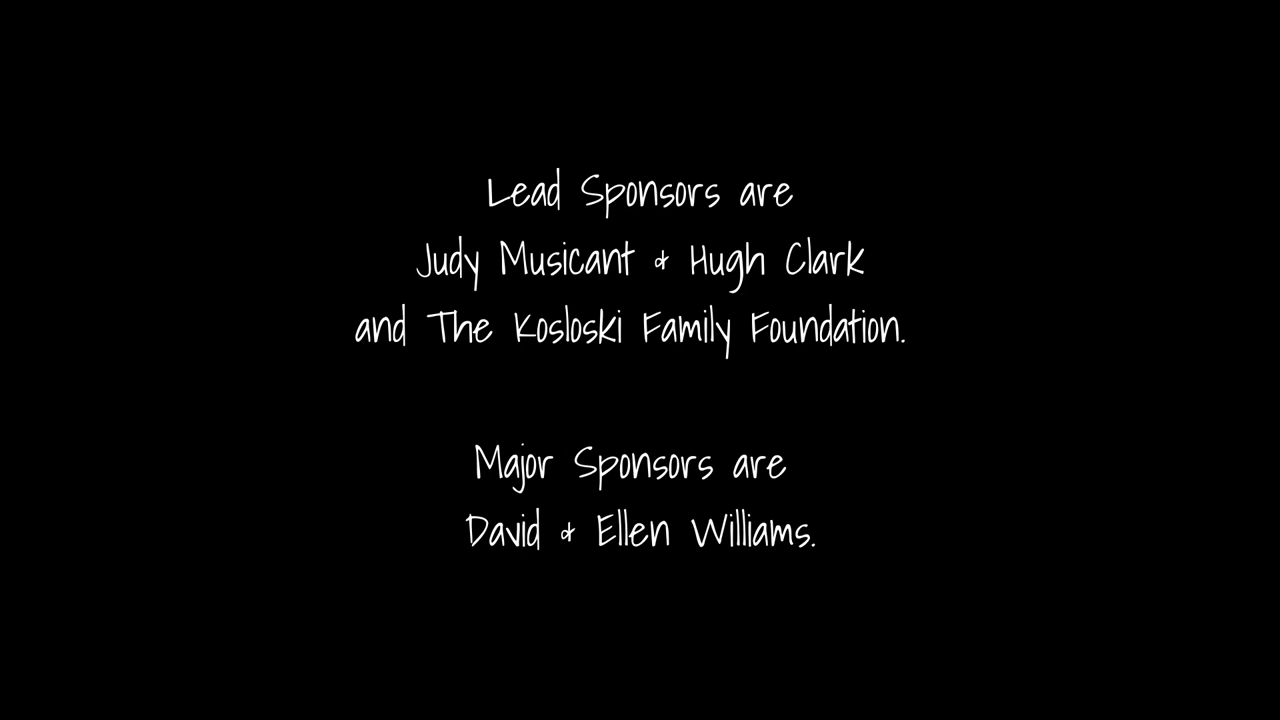 Lead Sponsors are
Judy Musicant & Hugh Clark
and The Kosloski Family Foundation.
Major Sponsors are
David & Ellen Williams.